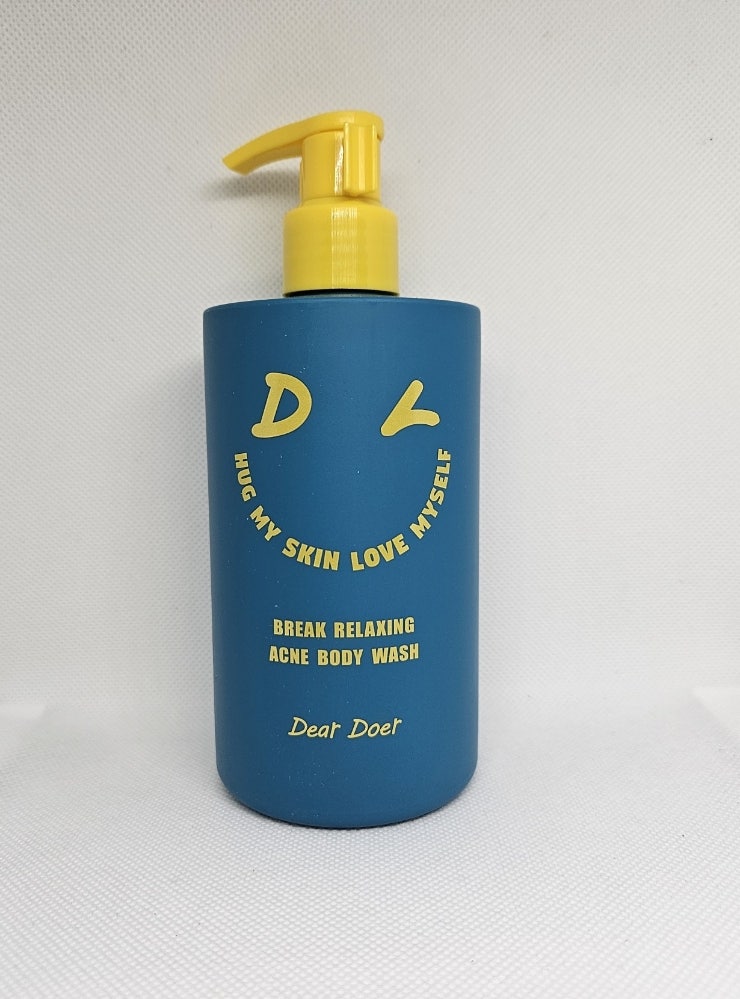 D L
HUG MY SKIN LOVE MYSELF
BREAK RELAXING
ACNE BODY WASH
Dear Doer